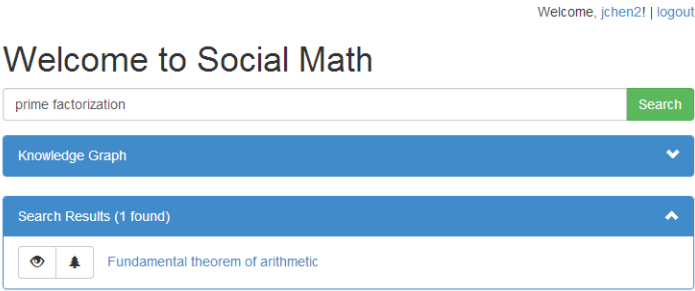 Welcome, jchen2! | logout
Welcome to Social Math
prime factorization
Search
Knowledge Graph
Search Results (1 found)
Fundamental theorem of arithmetic